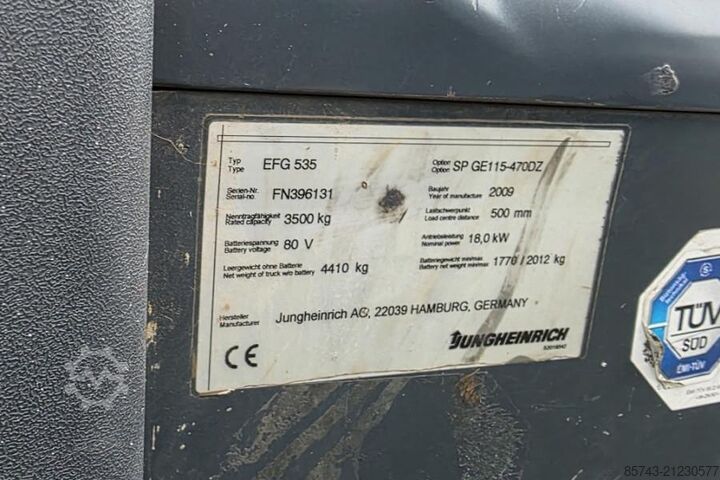 Typ
Type
EFG 535
Option
Option
SP GE115-470DZ
Serien-Nr.
Serial-no.
FN396131
Baujahr
Year of manufacture
2009
Nenntragfähigkeit
Rated capacity
3500 kg
Lastschwerpunkt
Load centre distance
500 mm
Batteriespannung
Battery voltage
80 V
Antriebsleistung
Nominal power
18,0 kW
Leergewicht ohne Batterie
Net weight of truck w/o battery
4410 kg
Batteriegewicht min/max
Battery net weight min/max
1770 / 2012 kg
Hersteller
Manufacturer
Jungheinrich AG, 22039 HAMBURG, GERMANY
CE
JUNGHEINRICH
TÜV
SÜD
EMI-TÜV
85743-21230577